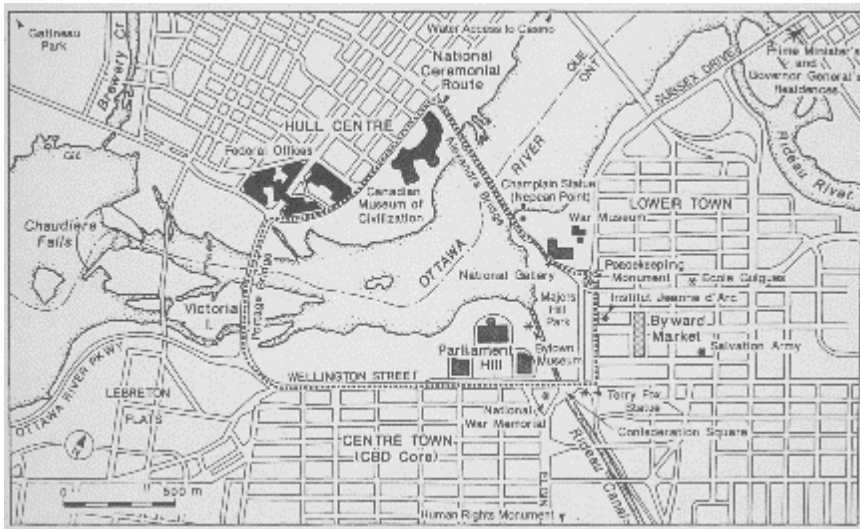 Gatineau
Park
Brewery Cr.
Water Access to Casino
National
Ceremonial
Route
QUE
ONT
SUSSEX DRIVE
Prime Minister's
and
Governor General's
Residences
Rideau River
HULL CENTRE
Federal Offices
Canadian
Museum of
Civilization
Alexandra Bridge
OTTAWA RIVER
Champlain Statue
(Nepean Point)
War Museum
LOWER TOWN
Chaudiere
Falls
National Gallery
Peacekeeping
Monument
Ecole Guigues
Institut Jeanne d'Arc
Majors
Hill
Park
Byward
Market
Salvation Army
Victoria
I.
Portage Bridge
Parliament
Hill
Bytown
Museum
OTTAWA RIVER PKWY
WELLINGTON STREET
LEBRETON
FLATS
National
War Memorial
Terry Fox
Statue
Confederation Square
CENTRE TOWN
(CBD Core)
ELGIN
Rideau Canal
0 500 m
Human Rights Monument